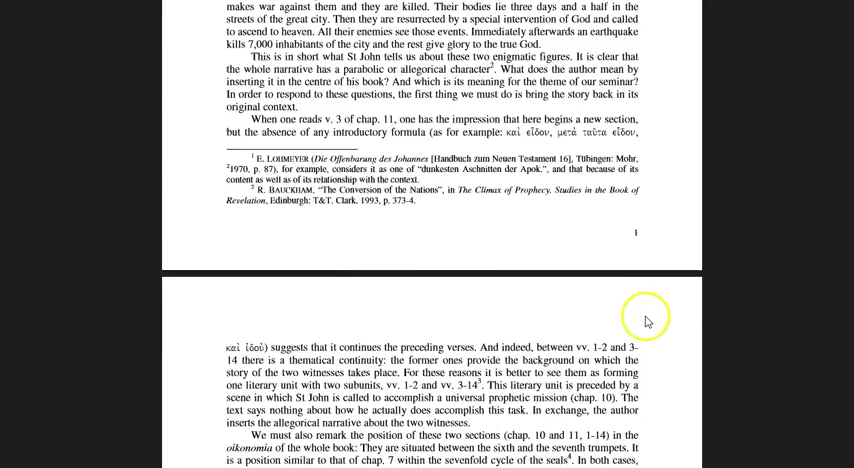 makes war against them and they are killed. Their bodies lie three days and a half in the
streets of the great city. Then they are resurrected by a special intervention of God and called
to ascend to heaven. All their enemies see those events. Immediately afterwards an earthquake
kills 7,000 inhabitants of the city and the rest give glory to the true God.
This is in short what St John tells us about these two enigmatic figures. It is clear that
the whole narrative has a parabolic or allegorical character2. What does the author mean by
inserting it in the centre of his book? And which is its meaning for the theme of our seminar?
In order to respond to these questions, the first thing we must do is bring the story back in its
original context.
When one reads v. 3 of chap. 11, one has the impression that here begins a new section,
but the absence of any introductory formula (as for example: καὶ εἶδον, μετὰ ταῦτα εἶδον,
1 E. LOHMEYER (Die Offenbarung des Johannes [Handbuch zum Neuen Testament 16], Tübingen: Mohr,
21970, p. 87), for example, considers it as one of “dunkesten Aschnitten der Apok.”, and that because of its
content as well as of its relationship with the context.
2 R. BAUCKHAM, “The Conversion of the Nations”, in The Climax of Prophecy. Studies in the Book of
Revelation, Edinburgh: T&T. Clark, 1993, p. 373-4.
1
καὶ ἰδοὺ) suggests that it continues the preceding verses. And indeed, between vv. 1-2 and 3-
14 there is a thematical continuity: the former ones provide the background on which the
story of the two witnesses takes place. For these reasons it is better to see them as forming
one literary unit with two subunits, vv. 1-2 and vv. 3-143. This literary unit is preceded by a
scene in which St John is called to accomplish a universal prophetic mission (chap. 10). The
text says nothing about how he actually does accomplish this task. In exchange, the author
inserts the allegorical narrative about the two witnesses.
We must also remark the position of these two sections (chap. 10 and 11, 1-14) in the
oikonomia of the whole book: They are situated between the sixth and the seventh trumpets. It
is a position similar to that of chap. 7 within the sevenfold cycle of the seals4. In both cases,